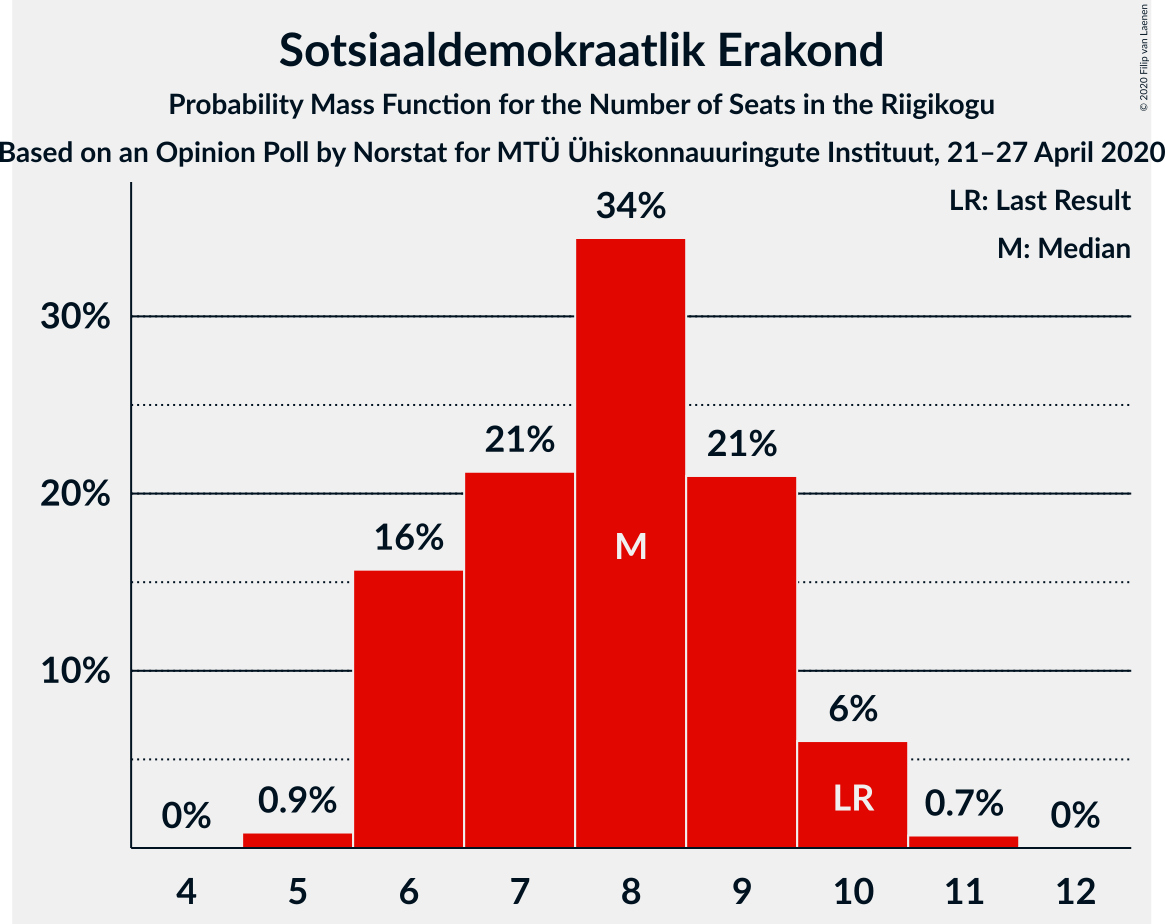 Sotsiaaldemokraatlik Erakond
Probability Mass Function for the Number of Seats in the Riigikogu
Based on an Opinion Poll by Norstat for MTÜ Ühiskonnauuringute Instituut, 21–27 April 2020
© 2020 Filip van Laenen
LR: Last Result
M: Median
34%
30%
21%
21%
20%
16%
M
10%
6%
LR
0%
0.9%
0.7%
0%
4 5 6 7 8 9 10 11 12